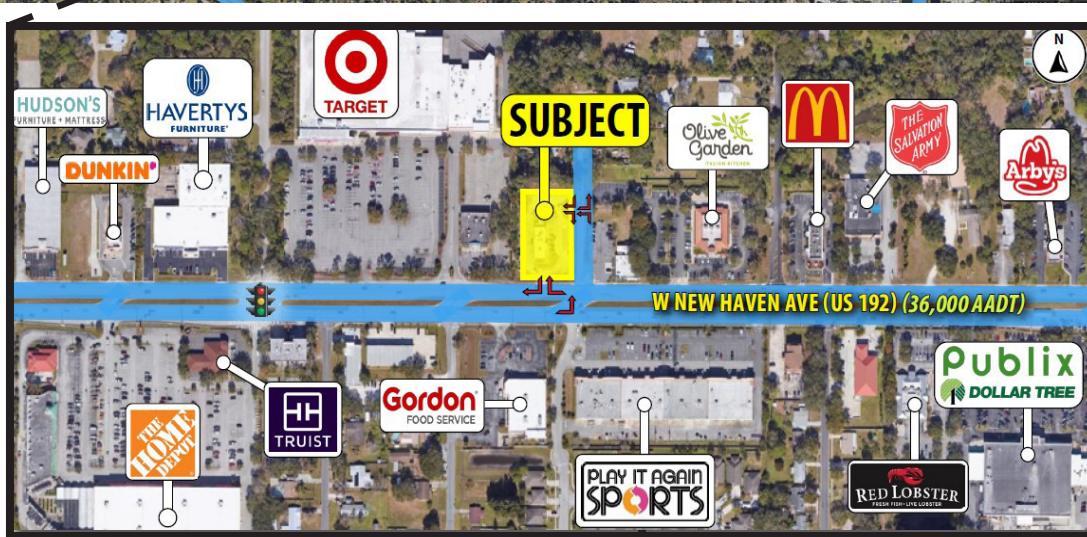 N
HUDSON'S
FURNITURE + MATTRESS
HAVERTYS
FURNITURE
DUNKIN'
TARGET
SUBJECT
Olive
Garden
ITALIAN KITCHEN
THE
SALVATION
ARMY
Arby's
W NEW HAVEN AVE (US 192) (36,000 AADT)
THE
HOME
DEPOT
TRUIST
Gordon
FOOD SERVICE
PLAY IT AGAIN
SPORTS
RED LOBSTER
FRESH FISH • LIVE LOBSTER
Publix
DOLLAR TREE